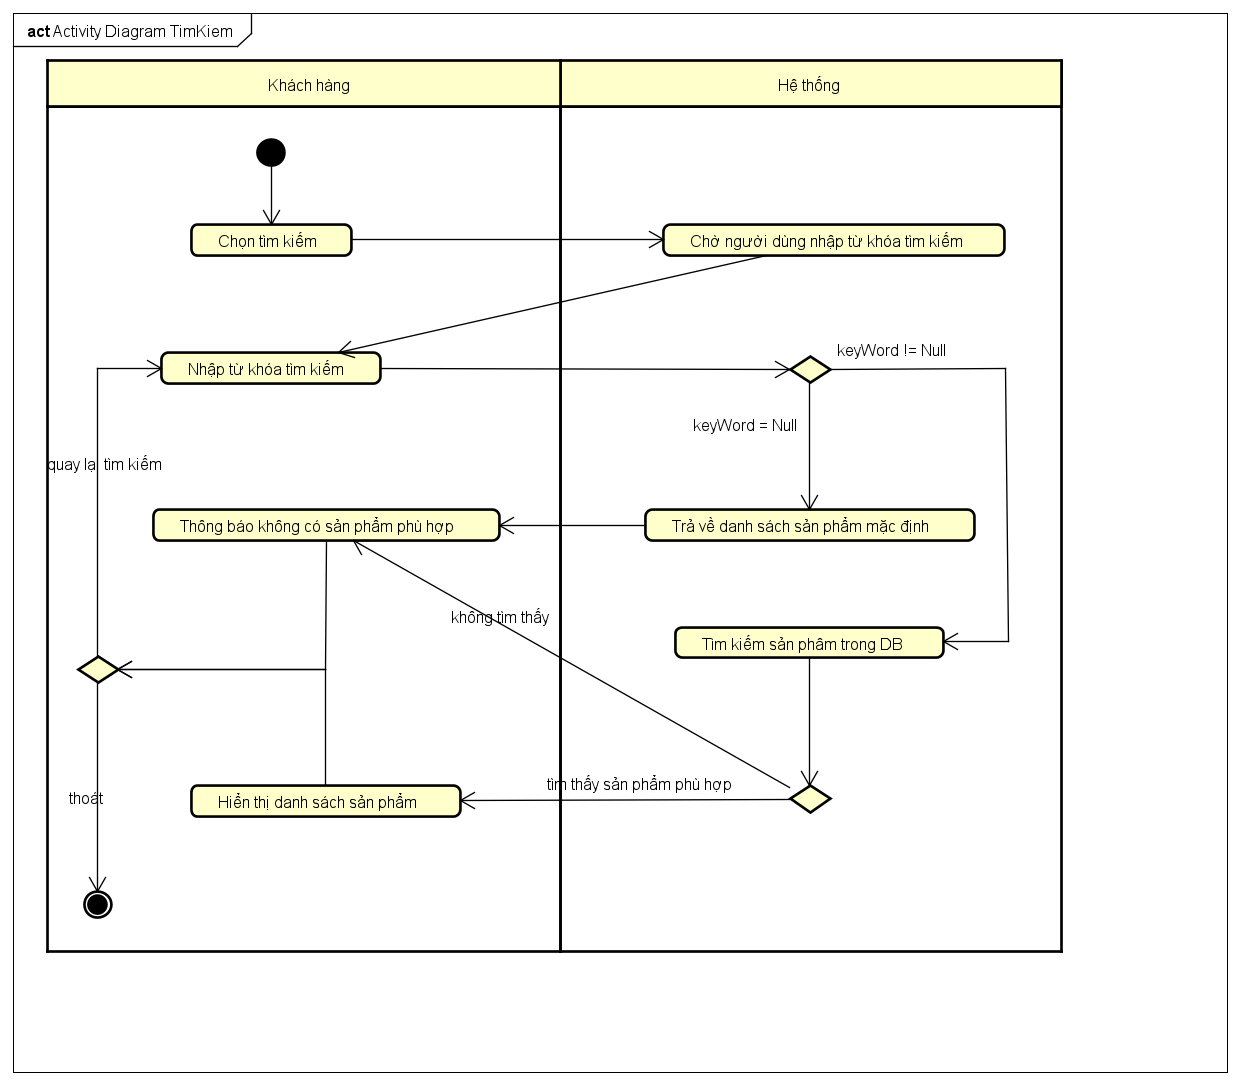 act Activity Diagram TimKiem
Khách hàng
Hệ thống
Chọn tìm kiếm
Chờ người dùng nhập từ khóa tìm kiếm
keyWord != Null
Nhập từ khóa tìm kiếm
keyWord = Null
quay lại tìm kiếm
Thông báo không có sản phẩm phù hợp
Trả về danh sách sản phẩm mặc định
không tìm thấy
Tìm kiếm sản phâm trong DB
tìm thấy sản phẩm phù hợp
thoát
Hiển thị danh sách sản phẩm